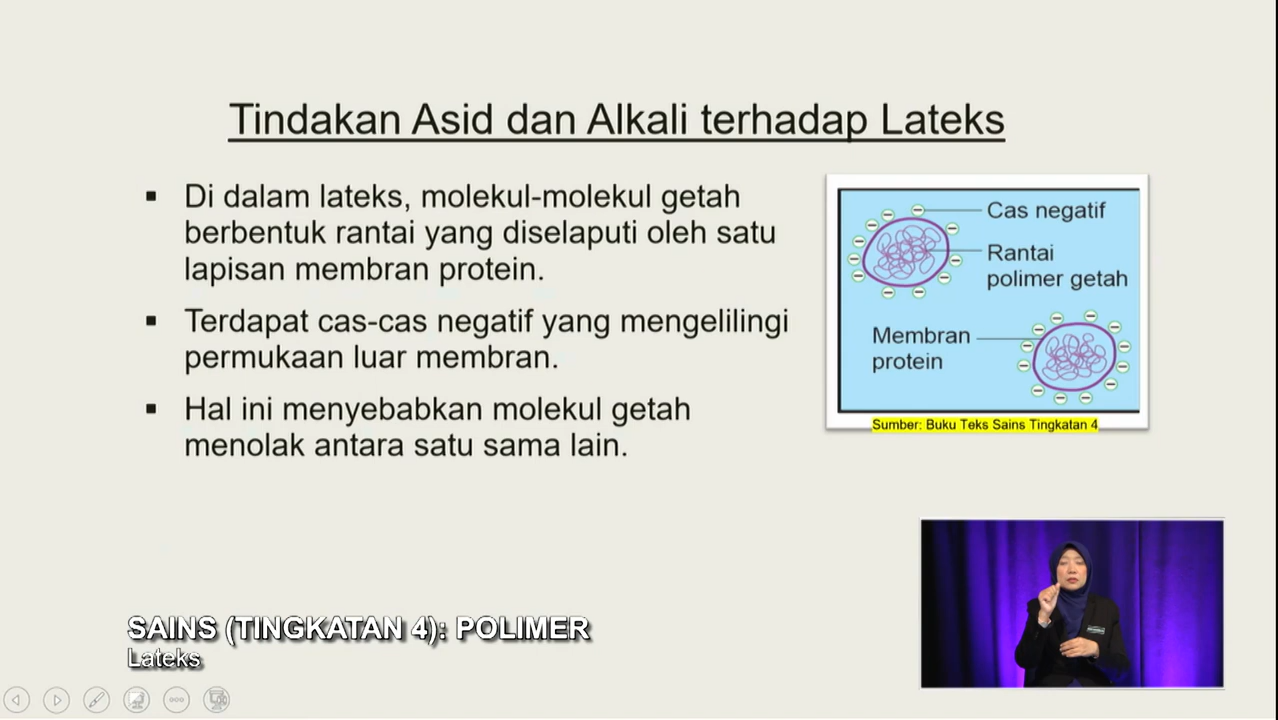 Tindakan Asid dan Alkali terhadap Lateks
▪ Di dalam lateks, molekul-molekul getah
berbentuk rantai yang diselaputi oleh satu
lapisan membran protein.
▪ Terdapat cas-cas negatif yang mengelilingi
permukaan luar membran.
▪ Hal ini menyebabkan molekul getah
menolak antara satu sama lain.
Cas negatif
Rantai
polimer getah
Membran
protein
Sumber: Buku Teks Sains Tingkatan 4
SAINS (TINGKATAN 4): POLIMER
Lateks